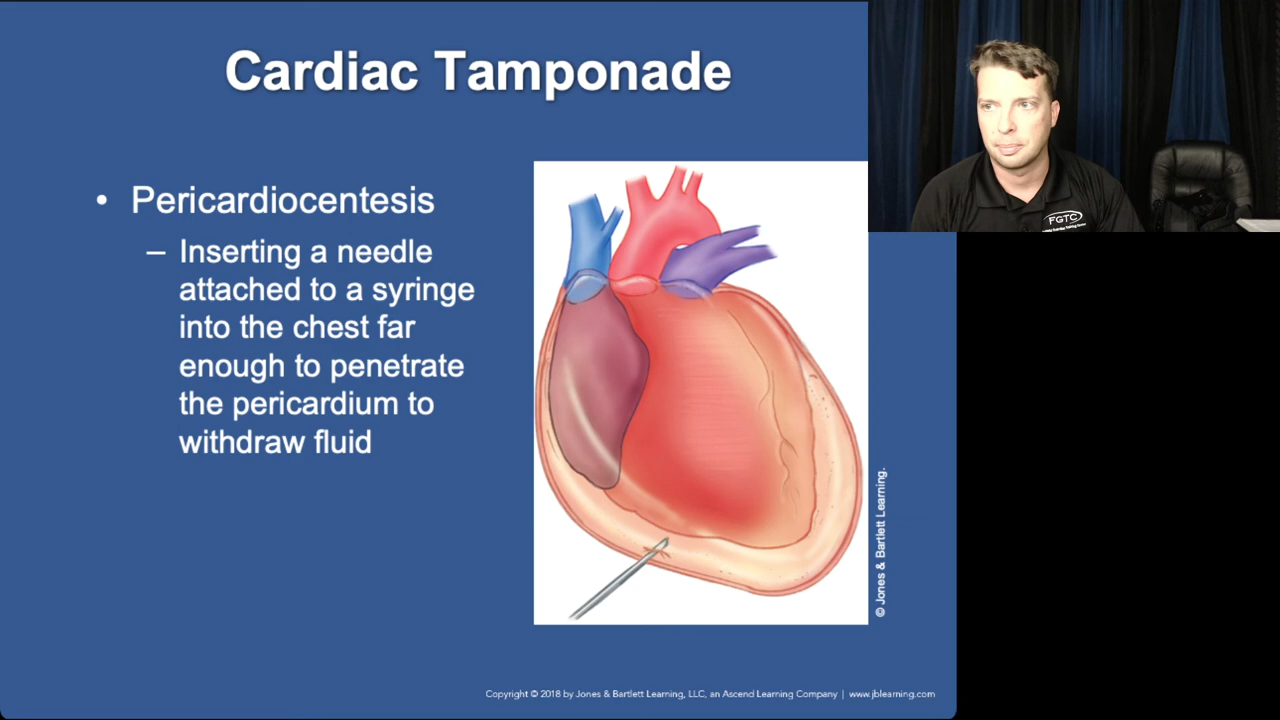 Cardiac Tamponade
• Pericardiocentesis
– Inserting a needle
attached to a syringe
into the chest far
enough to penetrate
the pericardium to
withdraw fluid
© Jones & Bartlett Learning.
FGTC
Copyright © 2018 by Jones & Bartlett Learning, LLC, an Ascend Learning Company | www.jblearning.com